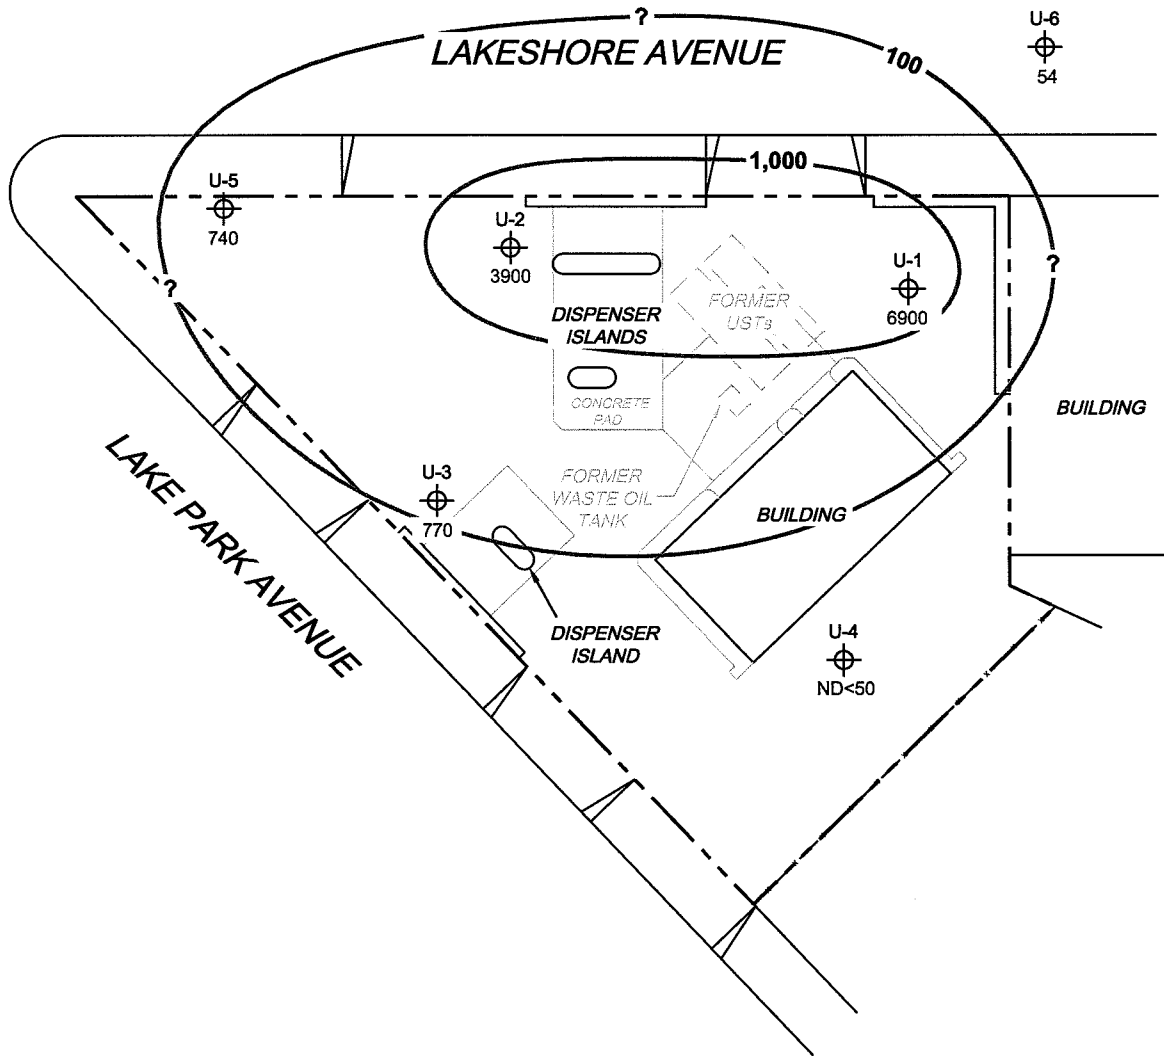 ?
U-6
54
LAKESHORE AVENUE
100
1,000
U-5
740
U-2
3900
U-1
6900
?
?
FORMER
USTs
DISPENSER
ISLANDS
CONCRETE
PAD
BUILDING
U-3
770
FORMER
WASTE OIL
TANK
BUILDING
LAKE PARK AVENUE
DISPENSER
ISLAND
U-4
ND<50